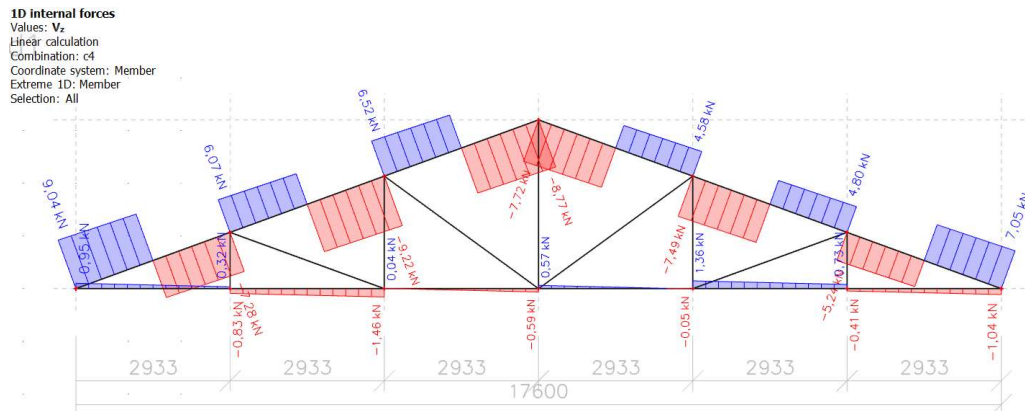 1D internal forces
Values: Vz
Linear calculation
Combination: c4
Coordinate system: Member
Extreme 1D: Member
Selection: All
9,04 kN
0,95 kN
6,07 kN
0,32 kN
6,52 kN
0,04 kN
-7,72 kN
-8,77 kN
0,57 kN
4,58 kN
-7,49 kN
1,36 kN
4,80 kN
0,73 kN
-5,24 kN
7,05 kN
-9,22 kN
-0,83 kN
-1,46 kN
-0,59 kN
-0,05 kN
-0,41 kN
-1,04 kN
2933 2933 2933 2933 2933 2933
17600